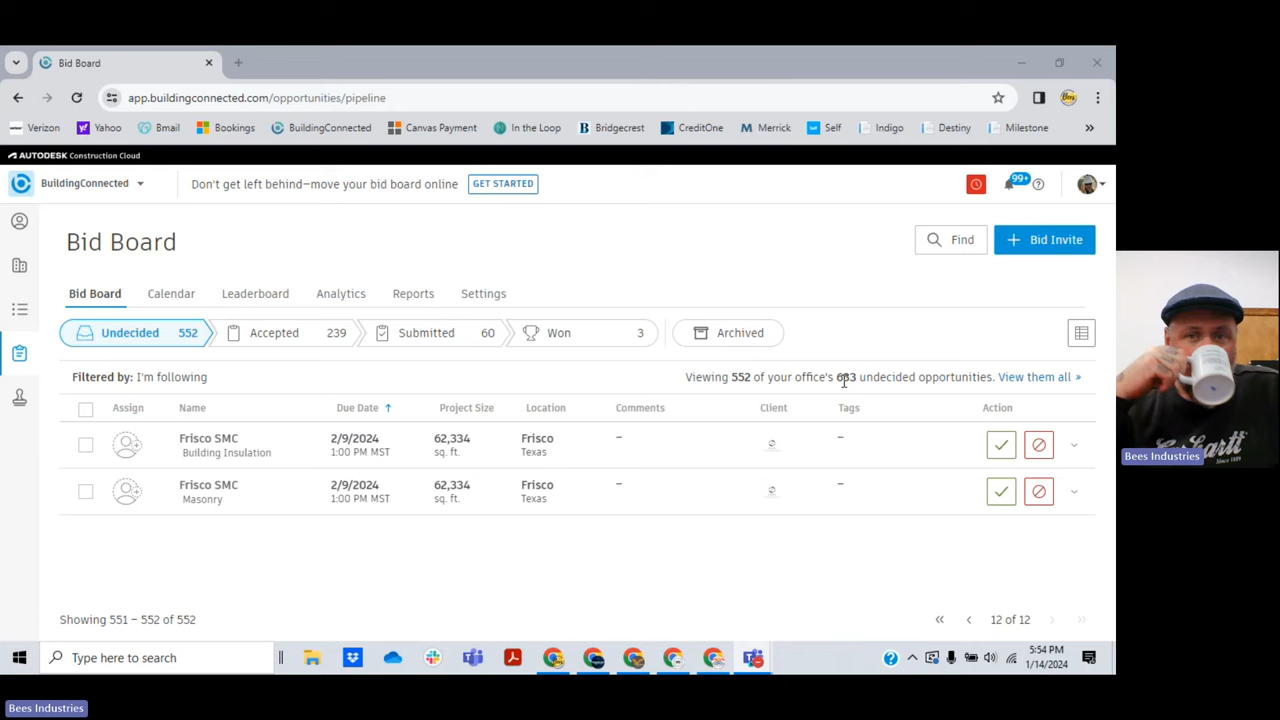 Bid Board
app.buildingconnected.com/opportunities/pipeline
Verizon Yahoo Bmail Bookings BuildingConnected Canvas Payment In the Loop Bridgecrest CreditOne Merrick Self Indigo Destiny Milestone »
AUTODESK Construction Cloud
BuildingConnected Don't get left behind—move your bid board online GET STARTED 99+
Bid Board Find + Bid Invite
Bid Board Calendar Leaderboard Analytics Reports Settings
Undecided 552 Accepted 239 Submitted 60 Won 3 Archived
Filtered by: I'm following Viewing 552 of your office's 683 undecided opportunities. View them all »
Assign Name Due Date ↑ Project Size Location Comments Client Tags Action
Frisco SMC 2/9/2024 62,334 Frisco – –
Building Insulation 1:00 PM MST sq. ft. Texas
Frisco SMC 2/9/2024 62,334 Frisco – –
Masonry 1:00 PM MST sq. ft. Texas
Showing 551 – 552 of 552 « ‹ 12 of 12 › »
Type here to search 5:54 PM
1/14/2024
Carhartt
Since 1889
Bees Industries
Bees Industries